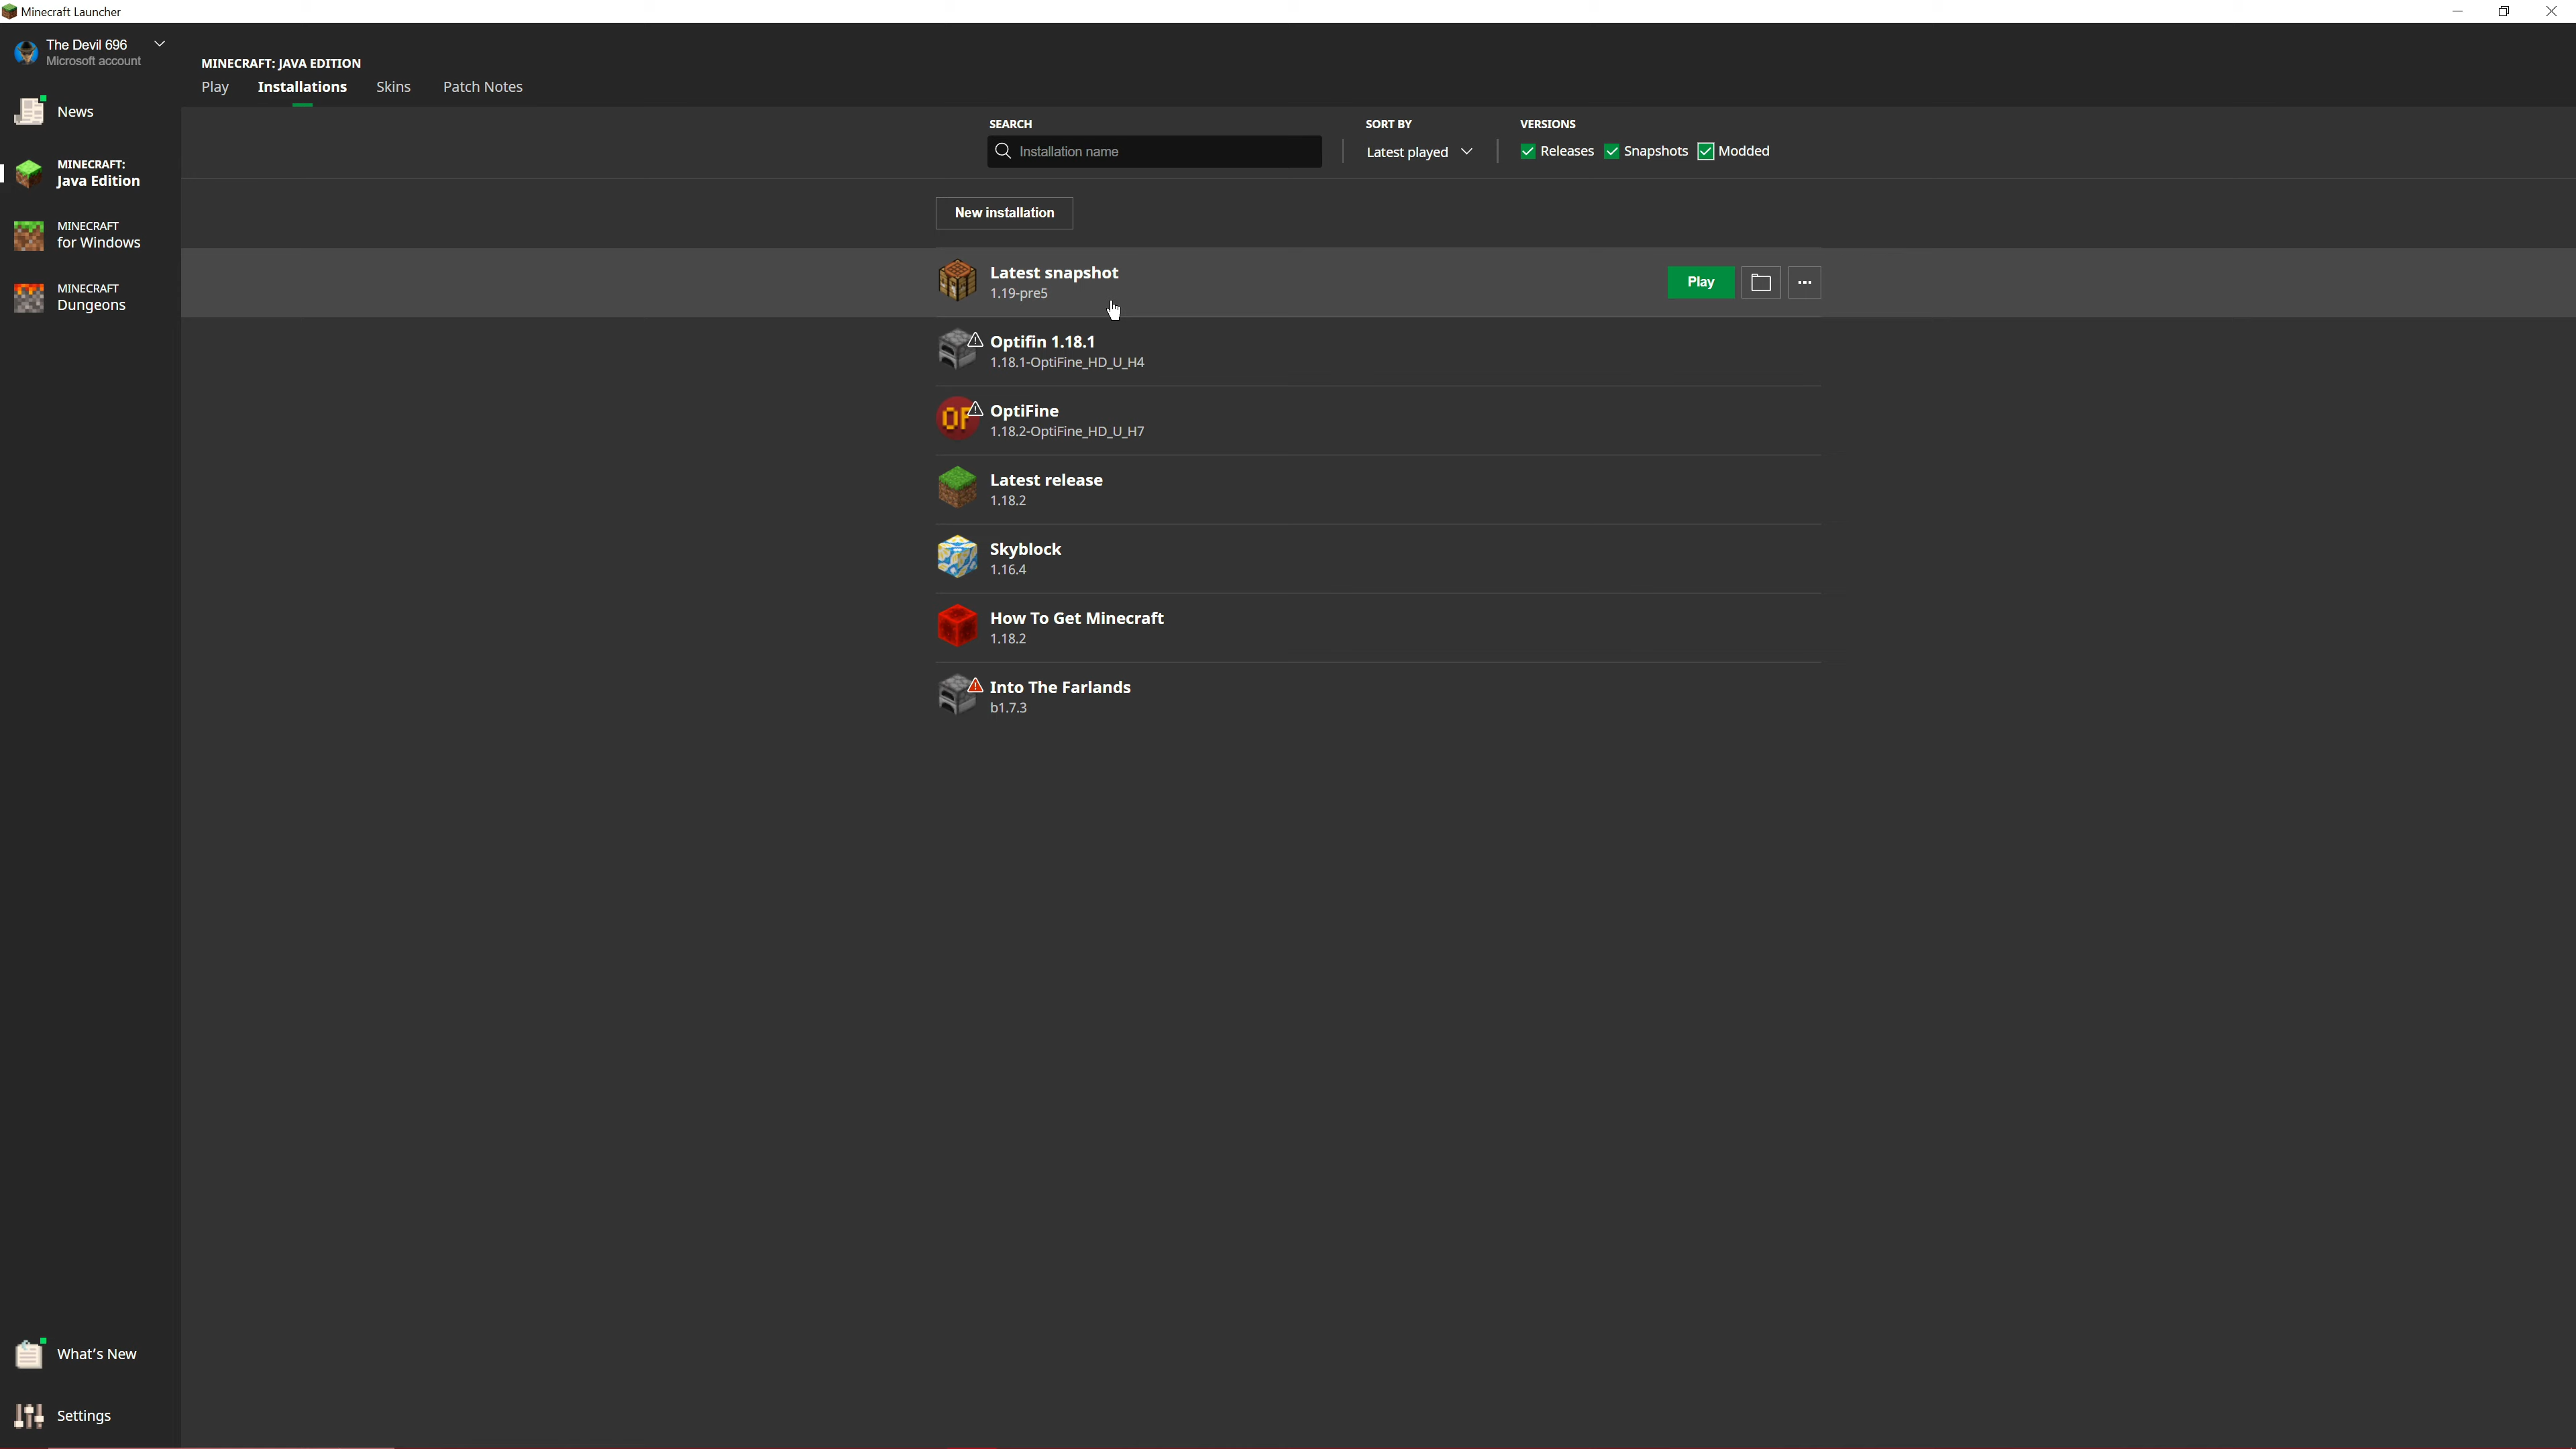 Minecraft Launcher
The Devil 696
Microsoft account
News
MINECRAFT:
Java Edition
MINECRAFT
for Windows
MINECRAFT
Dungeons
What's New
Settings
MINECRAFT: JAVA EDITION
Play Installations Skins Patch Notes
SEARCH SORT BY VERSIONS
Installation name Latest played Releases Snapshots Modded
New installation
Latest snapshot
1.19-pre5
Play
Optifin 1.18.1
1.18.1-OptiFine_HD_U_H4
OF
OptiFine
1.18.2-OptiFine_HD_U_H7
Latest release
1.18.2
Skyblock
1.16.4
How To Get Minecraft
1.18.2
Into The Farlands
b1.7.3